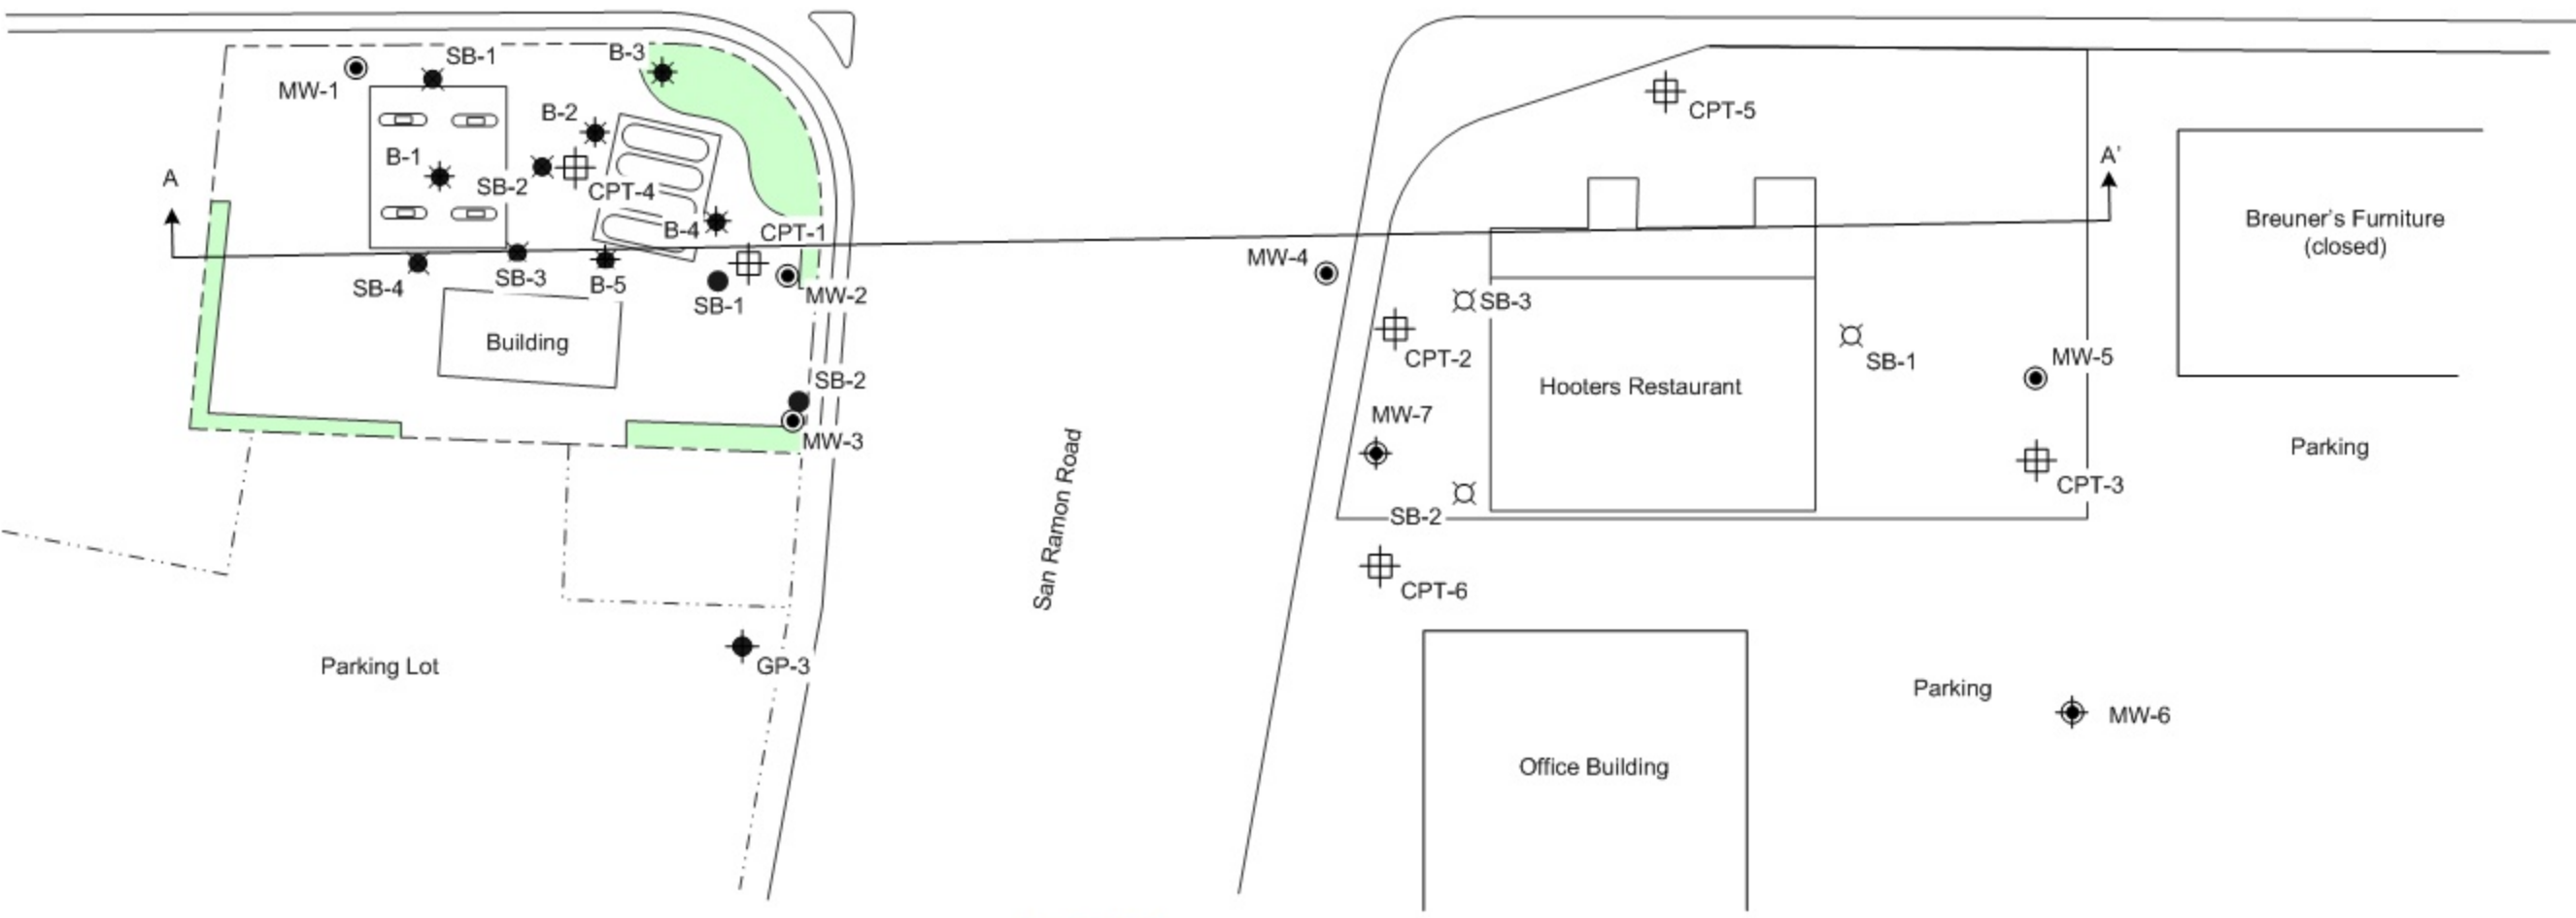 SB-1
B-3
MW-1
B-2
B-1
SB-2
CPT-4
A
B-4
CPT-1
SB-4
SB-3
B-5
SB-1
MW-2
Building
SB-2
MW-3
GP-3
Parking Lot
San Ramon Road
CPT-5
A'
MW-4
SB-3
CPT-2
SB-1
Hooters Restaurant
MW-5
MW-7
CPT-3
SB-2
CPT-6
Breuner's Furniture
(closed)
Parking
Parking
MW-6
Office Building